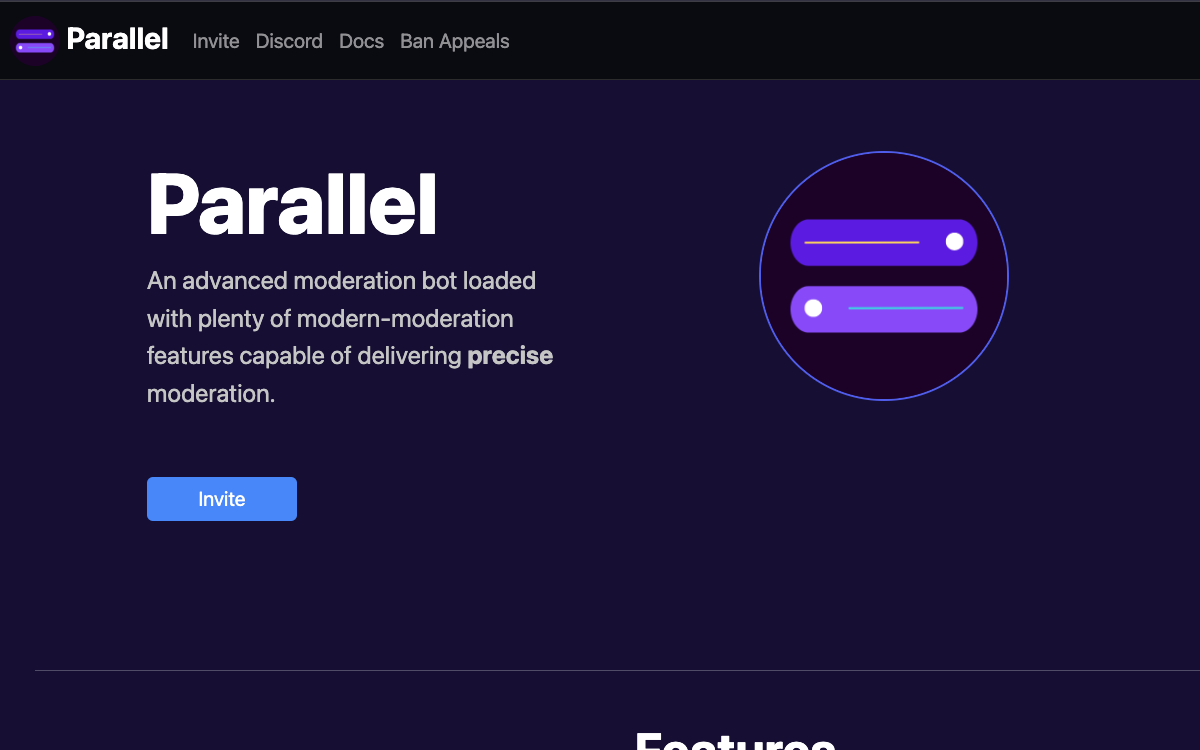 Parallel Invite Discord Docs Ban Appeals
Parallel
An advanced moderation bot loaded
with plenty of modern-moderation
features capable of delivering precise
moderation.
Invite
Features